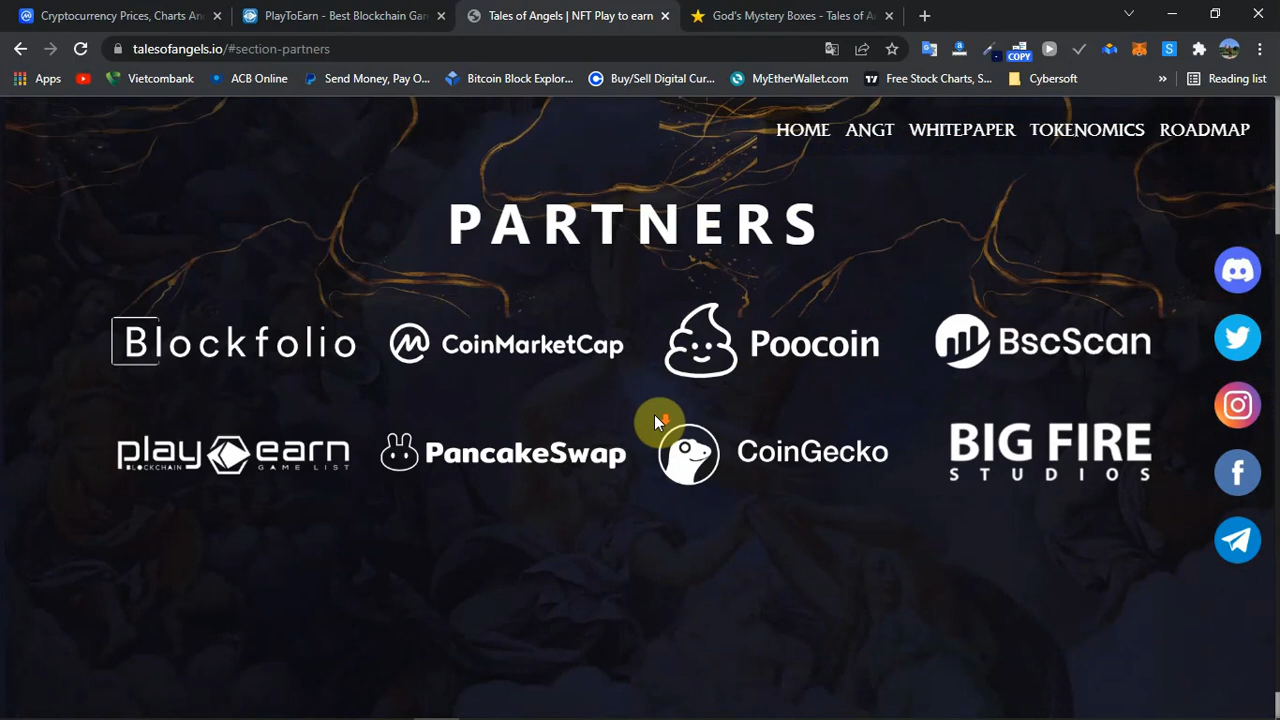 Cryptocurrency Prices, Charts An
PlayToEarn - Best Blockchain Gam
Tales of Angels | NFT Play to earn
God's Mystery Boxes - Tales of A
talesofangels.io/#section-partners
COPY
Apps
Vietcombank
ACB Online
Send Money, Pay O...
Bitcoin Block Explor...
Buy/Sell Digital Cur...
MyEtherWallet.com
Free Stock Charts, S...
Cybersoft
»
Reading list
HOME ANGT WHITEPAPER TOKENOMICS ROADMAP
PARTNERS
Blockfolio
CoinMarketCap
Poocoin
BscScan
play earn
BLOCKCHAIN GAME LIST
PancakeSwap
CoinGecko
BIG FIRE
STUDIOS